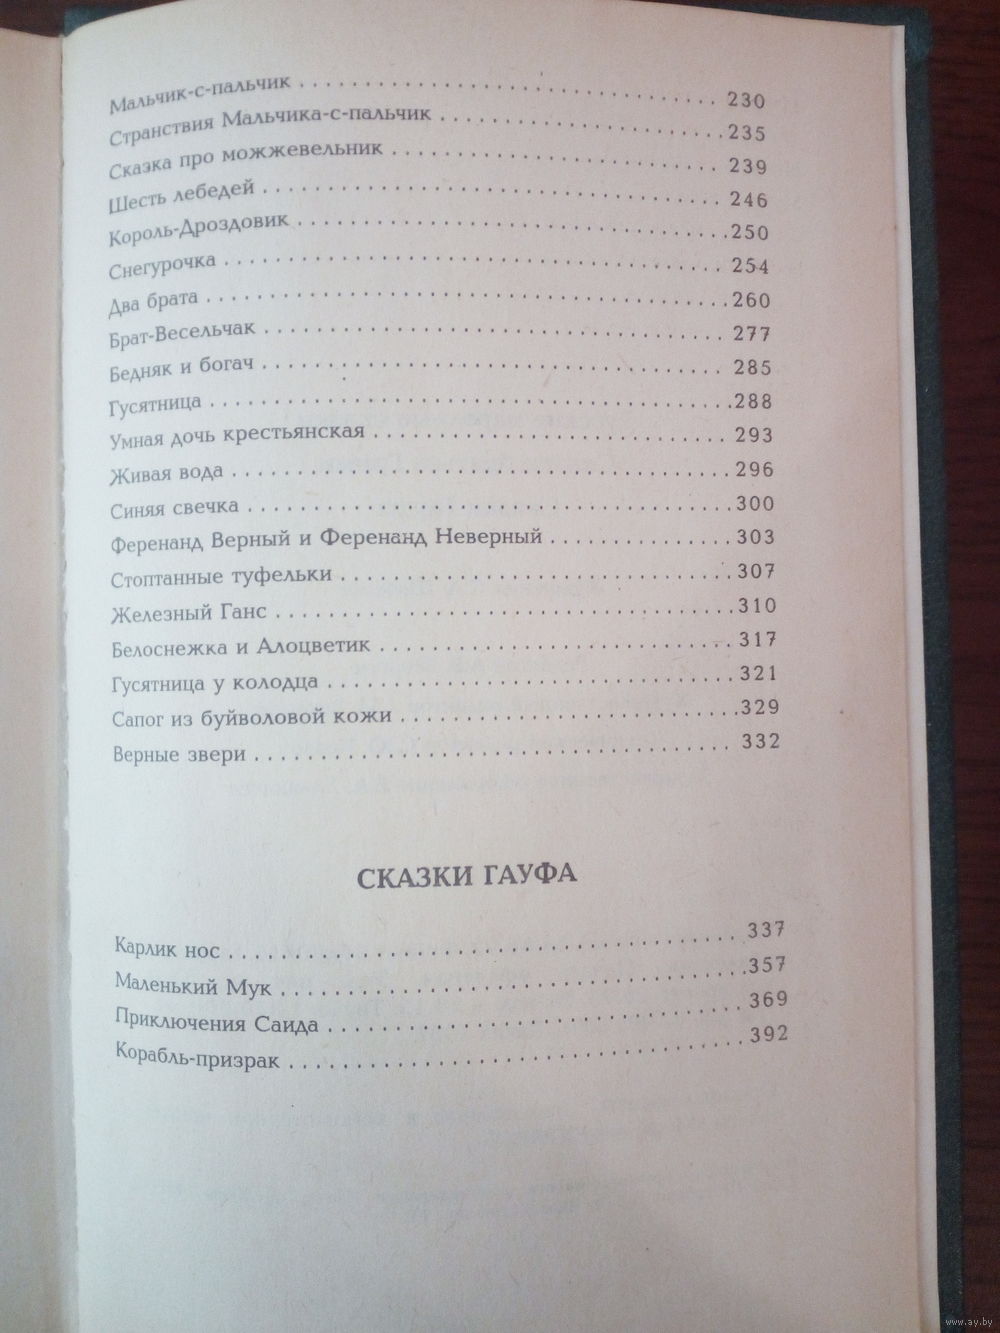 Мальчик-с-пальчик . . . . . . . . . . . . . . . . . . . . . . . . . . . . . . . . 230
Странствия Мальчика-с-пальчик . . . . . . . . . . . . . . . . . . . . . 235
Сказка про можжевельник . . . . . . . . . . . . . . . . . . . . . . . . . 239
Шесть лебедей . . . . . . . . . . . . . . . . . . . . . . . . . . . . . . . . . . . 246
Король-Дроздовик . . . . . . . . . . . . . . . . . . . . . . . . . . . . . . . . .250
Снегурочка . . . . . . . . . . . . . . . . . . . . . . . . . . . . . . . . . . . . . . 254
Два брата . . . . . . . . . . . . . . . . . . . . . . . . . . . . . . . . . . . . . . . .260
Брат-Весельчак . . . . . . . . . . . . . . . . . . . . . . . . . . . . . . . . . . . 277
Бедняк и богач . . . . . . . . . . . . . . . . . . . . . . . . . . . . . . . . . . . 285
Гусятница . . . . . . . . . . . . . . . . . . . . . . . . . . . . . . . . . . . . . . . .288
Умная дочь крестьянская . . . . . . . . . . . . . . . . . . . . . . . . . . . 293
Живая вода . . . . . . . . . . . . . . . . . . . . . . . . . . . . . . . . . . . . . . 296
Синяя свечка . . . . . . . . . . . . . . . . . . . . . . . . . . . . . . . . . . . . .300
Ференанд Верный и Ференанд Неверный . . . . . . . . . . . . . . 303
Стоптанные туфельки . . . . . . . . . . . . . . . . . . . . . . . . . . . . . . 307
Железный Ганс . . . . . . . . . . . . . . . . . . . . . . . . . . . . . . . . . . .310
Белоснежка и Алоцветик . . . . . . . . . . . . . . . . . . . . . . . . . . . 317
Гусятница у колодца . . . . . . . . . . . . . . . . . . . . . . . . . . . . . . . 321
Сапог из буйволовой кожи . . . . . . . . . . . . . . . . . . . . . . . . . .329
Верные звери . . . . . . . . . . . . . . . . . . . . . . . . . . . . . . . . . . . . 332
СКАЗКИ ГАУФА
Карлик нос . . . . . . . . . . . . . . . . . . . . . . . . . . . . . . . . . . . . . . 337
Маленький Мук . . . . . . . . . . . . . . . . . . . . . . . . . . . . . . . . . . .357
Приключения Саида . . . . . . . . . . . . . . . . . . . . . . . . . . . . . . . 369
Корабль-призрак . . . . . . . . . . . . . . . . . . . . . . . . . . . . . . . . . . 392
www.ay.by